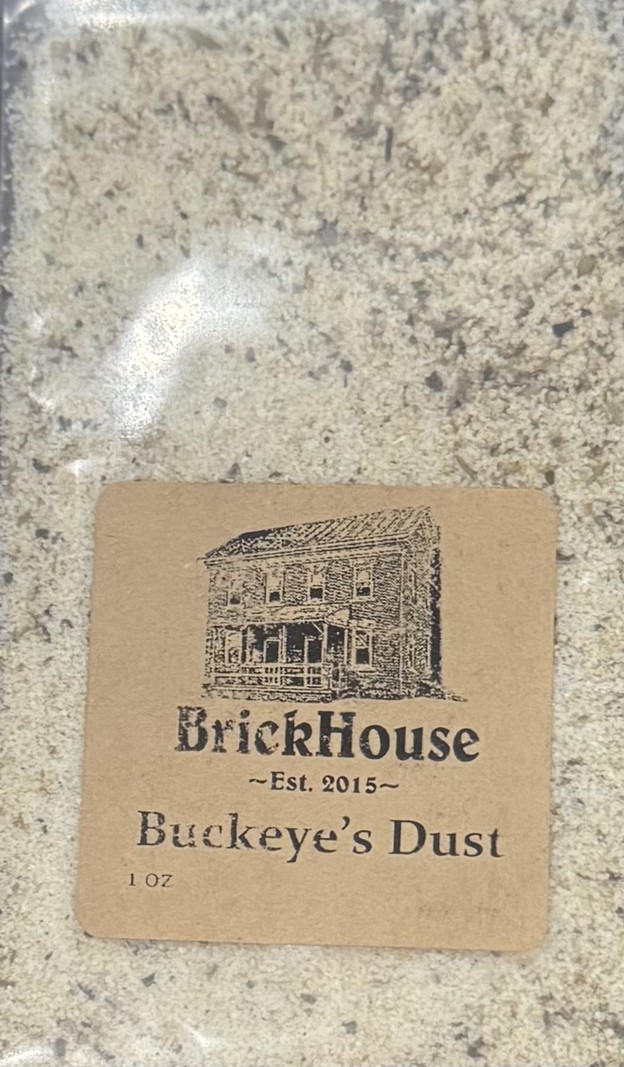 BrickHouse
~Est. 2015~
Buckeye's Dust
1 OZ